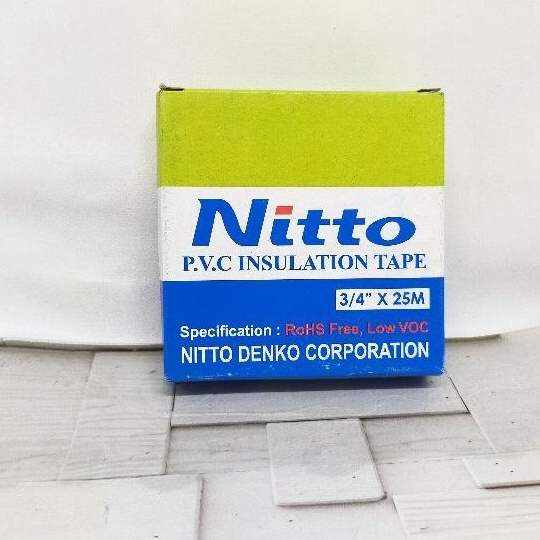 Nitto
P.V.C INSULATION TAPE
3/4" X 25M
Specification : RoHS Free, Low VOC
NITTO DENKO CORPORATION